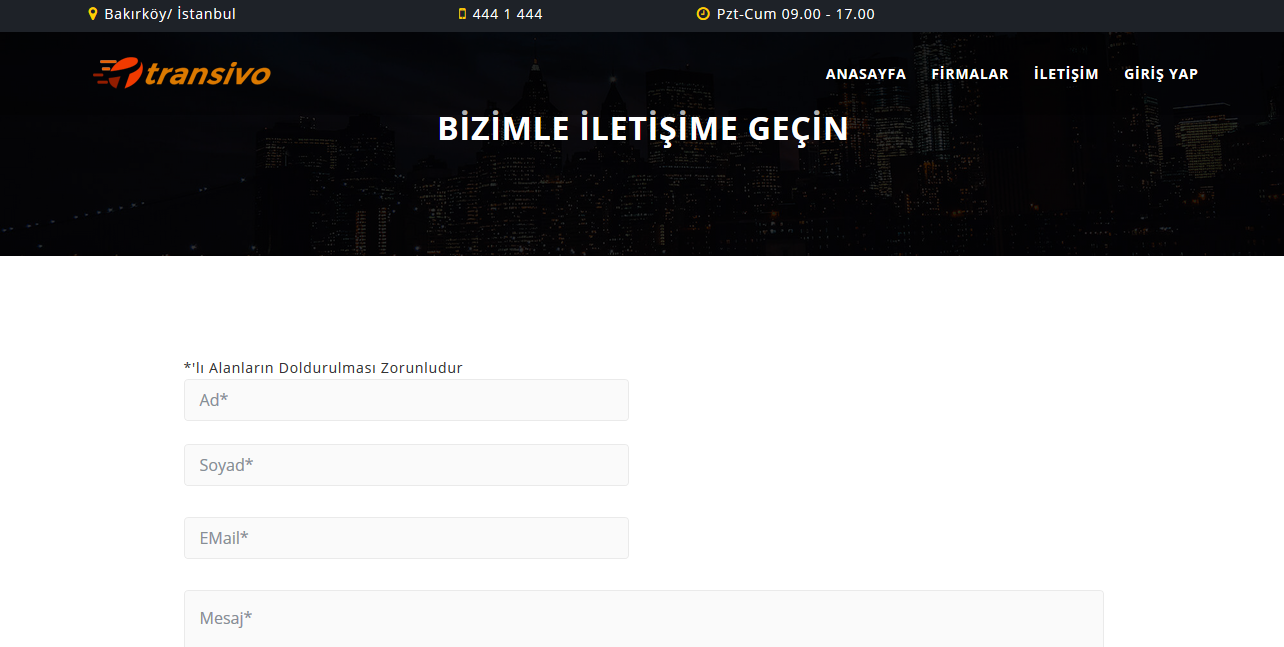 Bakırköy/ İstanbul 444 1 444 Pzt-Cum 09.00 - 17.00
transivo ANASAYFA FİRMALAR İLETİŞİM GİRİŞ YAP
BİZİMLE İLETİŞİME GEÇİN
*'lı Alanların Doldurulması Zorunludur
Ad*
Soyad*
EMail*
Mesaj*